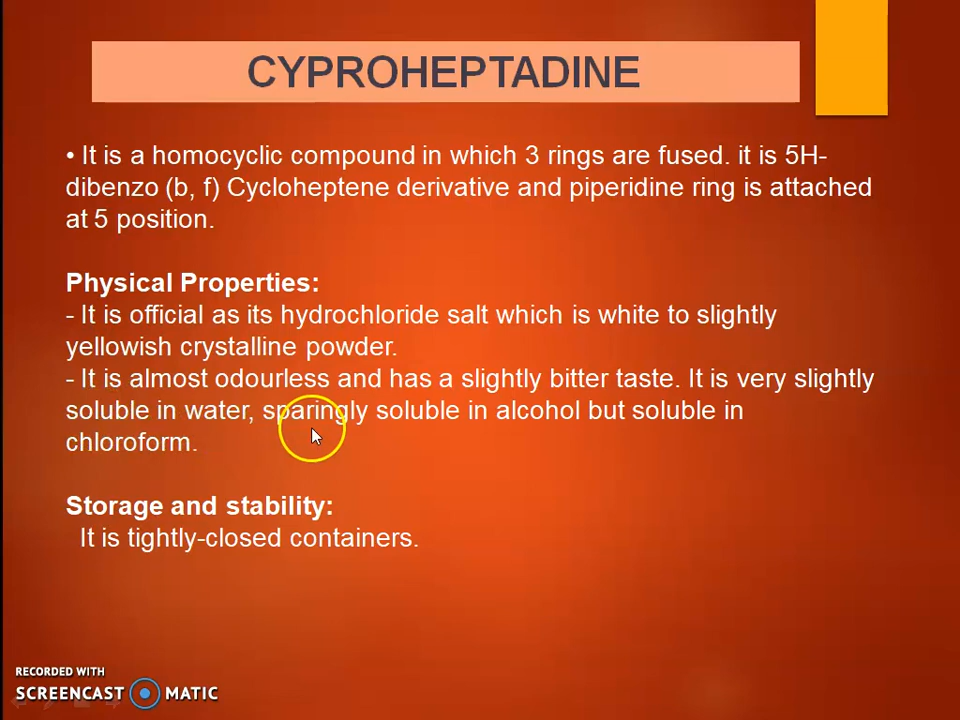 CYPROHEPTADINE
• It is a homocyclic compound in which 3 rings are fused. it is 5H-
dibenzo (b, f) Cycloheptene derivative and piperidine ring is attached
at 5 position.
Physical Properties:
- It is official as its hydrochloride salt which is white to slightly
yellowish crystalline powder.
- It is almost odourless and has a slightly bitter taste. It is very slightly
soluble in water, sparingly soluble in alcohol but soluble in
chloroform.
Storage and stability:
It is tightly-closed containers.
RECORDED WITH
SCREENCAST MATIC